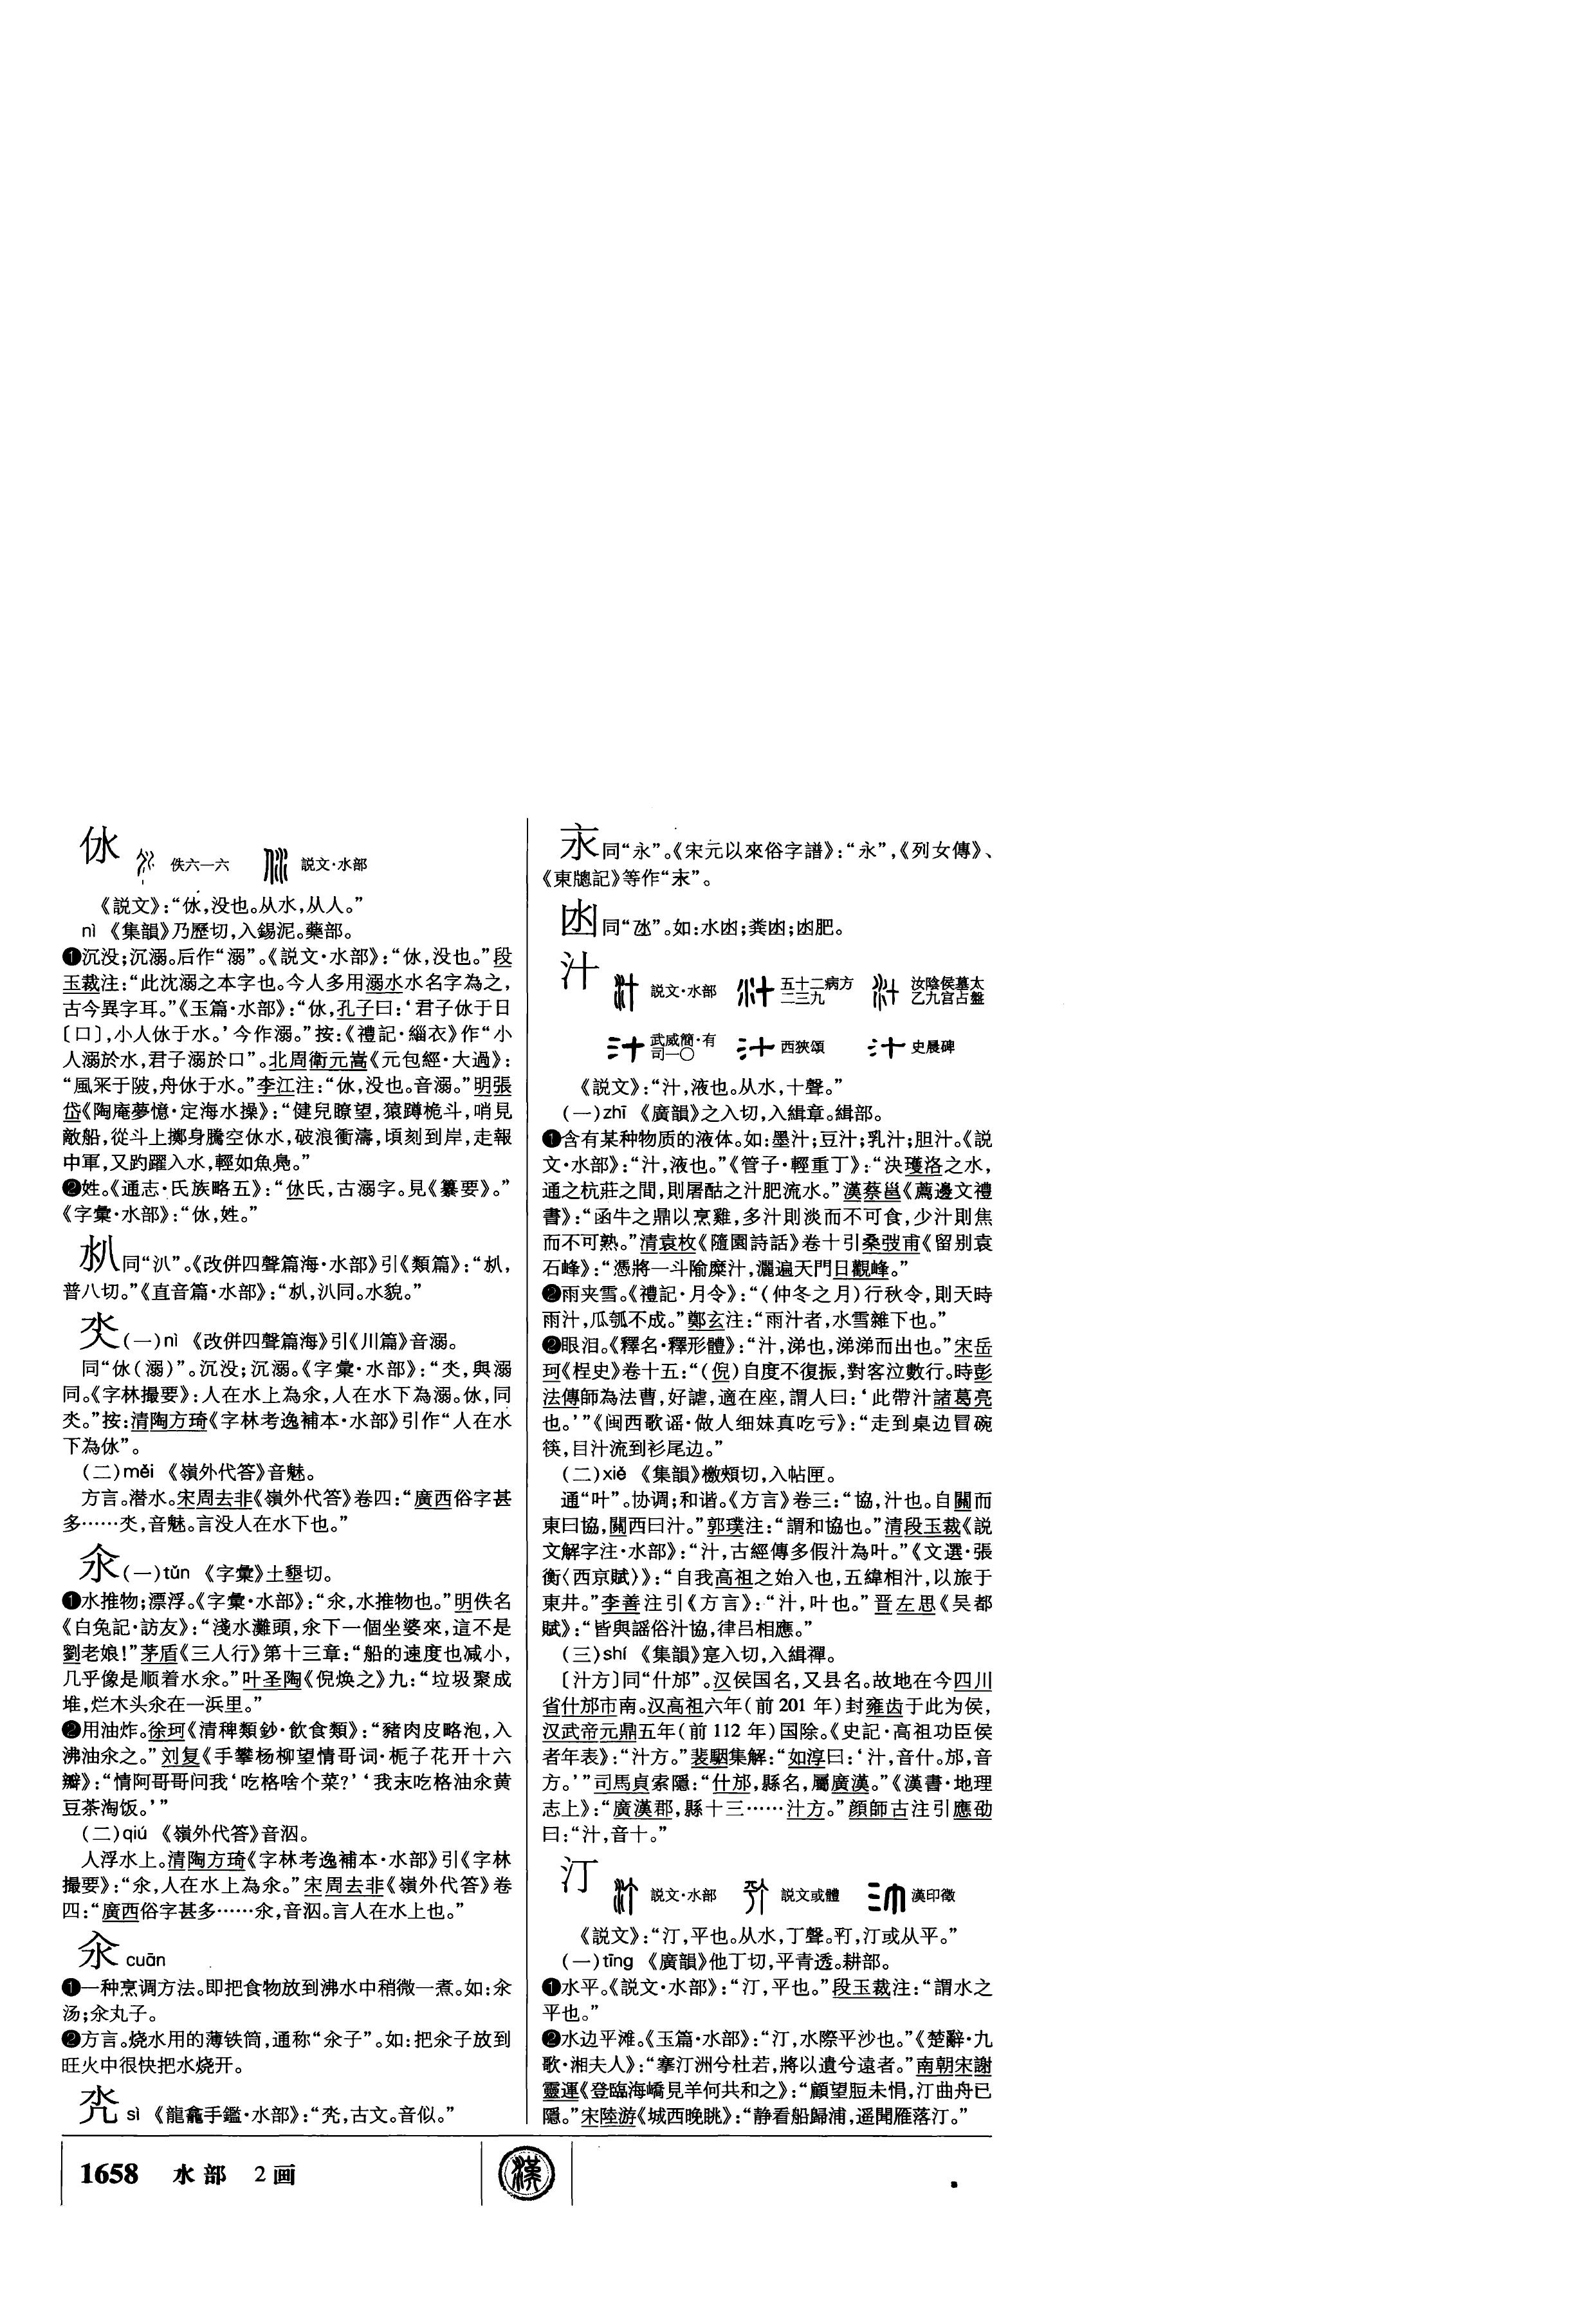 㲻 佚六一六 説文·水部
《説文》：“㲻，没也。从水，从人。”
nì 《集韻》乃歷切，入錫泥。藥部。
❶沉没；沉溺。后作“溺”。《説文·水部》：“㲻，没也。”段
玉裁注：“此沈溺之本字也。今人多用溺水水名字為之，
古今異字耳。”《玉篇·水部》：“㲻，孔子曰：‘君子㲻于日
〔口〕，小人㲻于水。’今作溺。”按：《禮記·緇衣》作“小
人溺於水，君子溺於口”。北周衛元嵩《元包經·大過》：
“風罙于陂，舟㲻于水。”李江注：“㲻，没也。音溺。”明張
岱《陶庵夢憶·定海水操》：“健兒瞭望，猿蹲桅斗，哨見
敵船，從斗上擲身騰空㲻水，破浪衝濤，頃刻到岸，走報
中軍，又趵躍入水，輕如魚鳧。”
❷姓。《通志·氏族略五》：“㲻氏，古溺字。見《纂要》。”
《字彙·水部》：“㲻，姓。”
同“汃”。《改併四聲篇海·水部》引《類篇》：“
普八切。”《直音篇·水部》：“，汃同。水貌。”
氼（一）nì 《改併四聲篇海》引《川篇》音溺。
同“㲻（溺）”。沉没；沉溺。《字彙·水部》：“氼，與溺
同。《字林撮要》：人在水上為氽，人在水下為溺。㲻，同
氼。”按：清陶方琦《字林考逸補本·水部》引作“人在水
下為㲻”。
（二）měi 《嶺外代答》音魅。
方言。潜水。宋周去非《嶺外代答》卷四：“廣西俗字甚
多……氼，音魅。言没人在水下也。”
氽（一）tǔn 《字彙》土墾切。
❶水推物；漂浮。《字彙·水部》：“氽，水推物也。”明佚名
《白兔記·訪友》：“淺水灘頭，氽下一個坐婆來，這不是
劉老娘！”茅盾《三人行》第十三章：“船的速度也减小，
几乎像是顺着水氽。”叶圣陶《倪焕之》九：“垃圾聚成
堆，烂木头氽在一浜里。”
❷用油炸。徐珂《清稗類鈔·飲食類》：“豬肉皮略泡，入
沸油氽之。”刘复《手攀杨柳望情哥词·栀子花开十六
瓣》：“情阿哥哥问我‘吃格啥个菜？’‘我末吃格油氽黄
豆茶淘饭。’”
（二）qiú 《嶺外代答》音泅。
人浮水上。清陶方琦《字林考逸補本·水部》引《字林
撮要》：“氽，人在水上為氽。”宋周去非《嶺外代答》卷
四：“廣西俗字甚多……氽，音泅。言人在水上也。”
汆 cuān
❶一种烹调方法。即把食物放到沸水中稍微一煮。如：汆
汤；汆丸子。
❷方言。烧水用的薄铁筒，通称“汆子”。如：把汆子放到
旺火中很快把水烧开。
sì 《龍龕手鑑·水部》：“，古文。音似。”
同“永”。《宋元以來俗字譜》：“永”，《列女傳》、
《東牕記》等作“”。
凼同“氹”。如：水凼；粪凼；凼肥。
汁 説文·水部 五十二病方二三九 汝陰侯墓太乙九宫占盤
武威簡·有司一〇 西狹頌 史晨碑
《説文》：“汁，液也。从水，十聲。”
（一）zhī 《廣韻》之入切，入緝章。緝部。
❶含有某种物质的液体。如：墨汁；豆汁；乳汁；胆汁。《説
文·水部》：“汁，液也。”《管子·輕重丁》：“決瓁洛之水，
通之杭莊之間，則屠酤之汁肥流水。”漢蔡邕《薦邊文禮
書》：“函牛之鼎以烹雞，多汁則淡而不可食，少汁則焦
而不可熟。”清袁枚《隨園詩話》卷十引桑弢甫《留别袁
石峰》：“憑將一斗隃糜汁，灑遍天門日觀峰。”
❷雨夹雪。《禮記·月令》：“（仲冬之月）行秋令，則天時
雨汁，瓜瓠不成。”鄭玄注：“雨汁者，水雪雜下也。”
❷眼泪。《釋名·釋形體》：“汁，涕也，涕涕而出也。”宋岳
珂《桯史》卷十五：“（倪）自度不復振，對客泣數行。時彭
法傳師為法曹，好謔，適在座，謂人曰：‘此帶汁諸葛亮
也。’”《闽西歌谣·做人细妹真吃亏》：“走到桌边冒碗
筷，目汁流到衫尾边。”
（二）xié 《集韻》檄頰切，入帖匣。
通“叶”。协调；和谐。《方言》卷三：“協，汁也。自關而
東曰協，關西曰汁。”郭璞注：“謂和協也。”清段玉裁《説
文解字注·水部》：“汁，古經傳多假汁為叶。”《文選·張
衡〈西京賦〉》：“自我高祖之始入也，五緯相汁，以旅于
東井。”李善注引《方言》：“汁，叶也。”晋左思《吴都
賦》：“皆與謡俗汁協，律吕相應。”
（三）shí 《集韻》寔入切，入緝禪。
〔汁方〕同“什邡”。汉侯国名，又县名。故地在今四川
省什邡市南。汉高祖六年（前201年）封雍齿于此为侯，
汉武帝元鼎五年（前112年）国除。《史記·高祖功臣侯
者年表》：“汁方。”裴駰集解：“如淳曰：‘汁，音什。邡，音
方。’”司馬貞索隱：“什邡，縣名，屬廣漢。”《漢書·地理
志上》：“廣漢郡，縣十三……汁方。”顔師古注引應劭
曰：“汁，音十。”
汀 説文·水部 説文或體 漢印徵
《説文》：“汀，平也。从水，丁聲。𣱷，汀或从平。”
（一）tīng 《廣韻》他丁切，平青透。耕部。
❶水平。《説文·水部》：“汀，平也。”段玉裁注：“謂水之
平也。”
❷水边平滩。《玉篇·水部》：“汀，水際平沙也。”《楚辭·九
歌·湘夫人》：“搴汀洲兮杜若，將以遺兮遠者。”南朝宋謝
靈運《登臨海嶠見羊何共和之》：“顧望脰未悁，汀曲舟已
隱。”宋陸游《城西晚眺》：“静看船歸浦，遥聞雁落汀。”
1658 水部 2画
漢